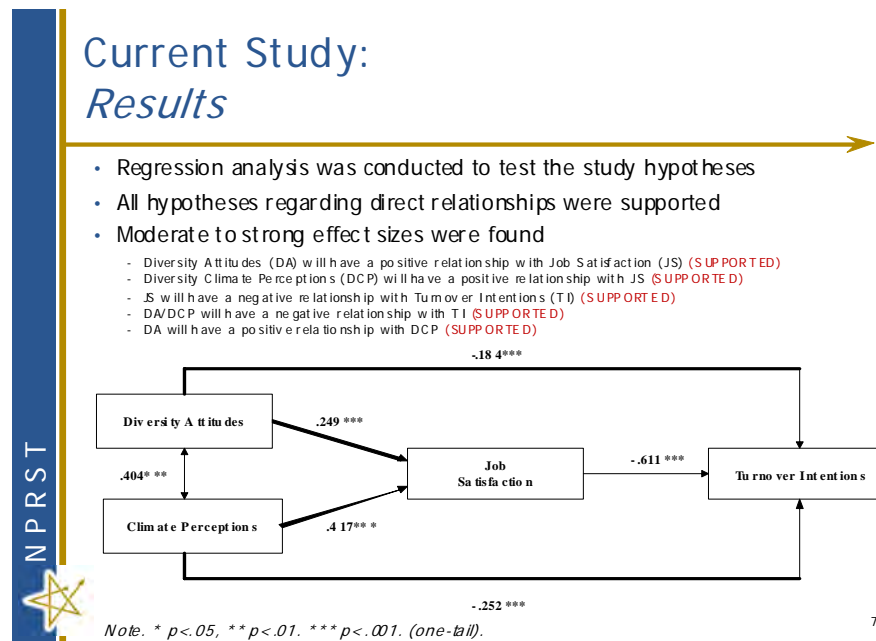 Current Study:
Results
• Regression analysis was conducted to test the study hypotheses
• All hypotheses regarding direct relationships were supported
• Moderate to strong effect sizes were found
- Diversity Attitudes (DA) will have a positive relationship with Job Satisfaction (JS) (SUPPORTED)
- Diversity Climate Perceptions (DCP) will have a positive relationship with JS (SUPPORTED)
- JS will have a negative relationship with Turnover Intentions (TI) (SUPPORTED)
- DA/DCP will have a negative relationship with TI (SUPPORTED)
- DA will have a positive relationship with DCP (SUPPORTED)
-.184***
Diversity Attitudes
.249 ***
.404***
Job
Satisfaction
-.611 ***
Turnover Intentions
Climate Perceptions
.417***
-.252 ***
NPRST
Note. * p<.05, ** p<.01. *** p<.001. (one-tail).
7